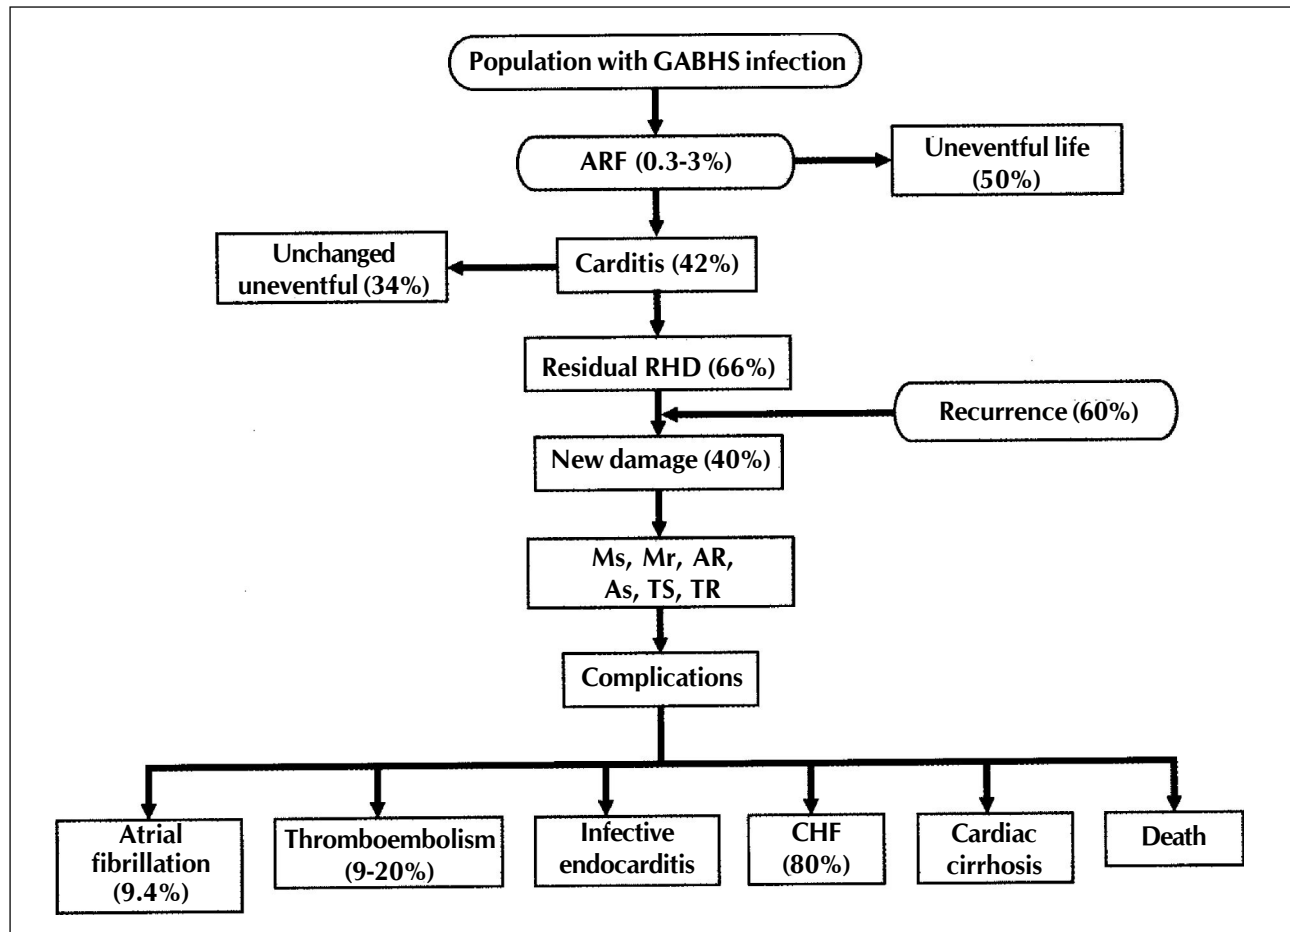 Population with GABHS infection
ARF (0.3-3%)
Uneventful life
(50%)
Unchanged
uneventful (34%)
Carditis (42%)
Residual RHD (66%)
Recurrence (60%)
New damage (40%)
Ms, Mr, AR,
As, TS, TR
Complications
Atrial
fibrillation
(9.4%)
Thromboembolism
(9-20%)
Infective
endocarditis
CHF
(80%)
Cardiac
cirrhosis
Death